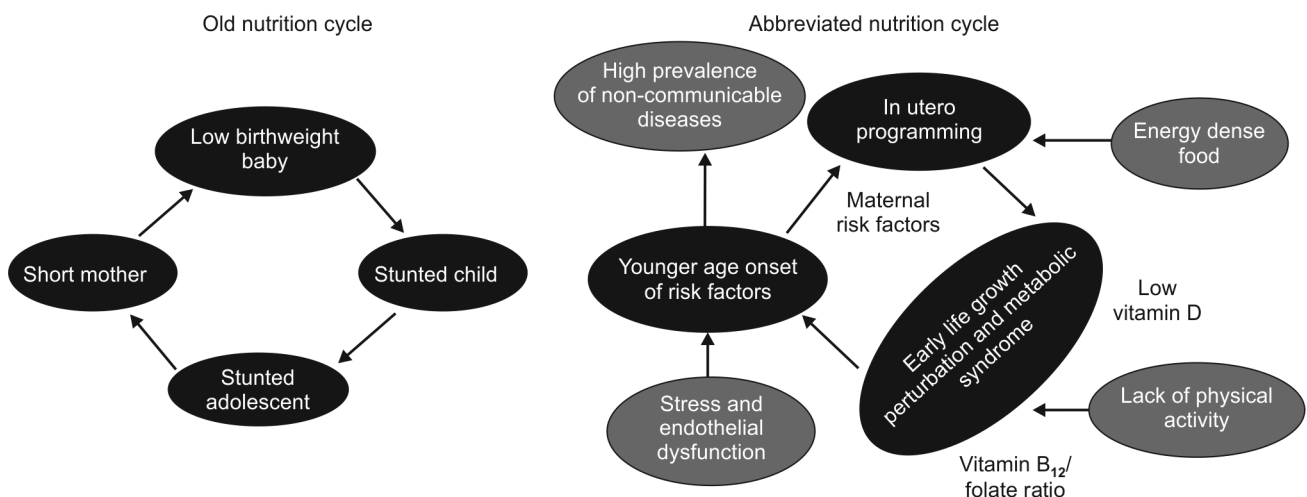 Old nutrition cycle
Low birthweight
baby
Short mother
Stunted child
Stunted
adolescent
Abbreviated nutrition cycle
High prevalence
of non-communicable
diseases
In utero
programming
Energy dense
food
Maternal
risk factors
Younger age onset
of risk factors
Early life growth
perturbation and metabolic
syndrome
Low
vitamin D
Stress and
endothelial
dysfunction
Lack of physical
activity
Vitamin B₁₂/
folate ratio